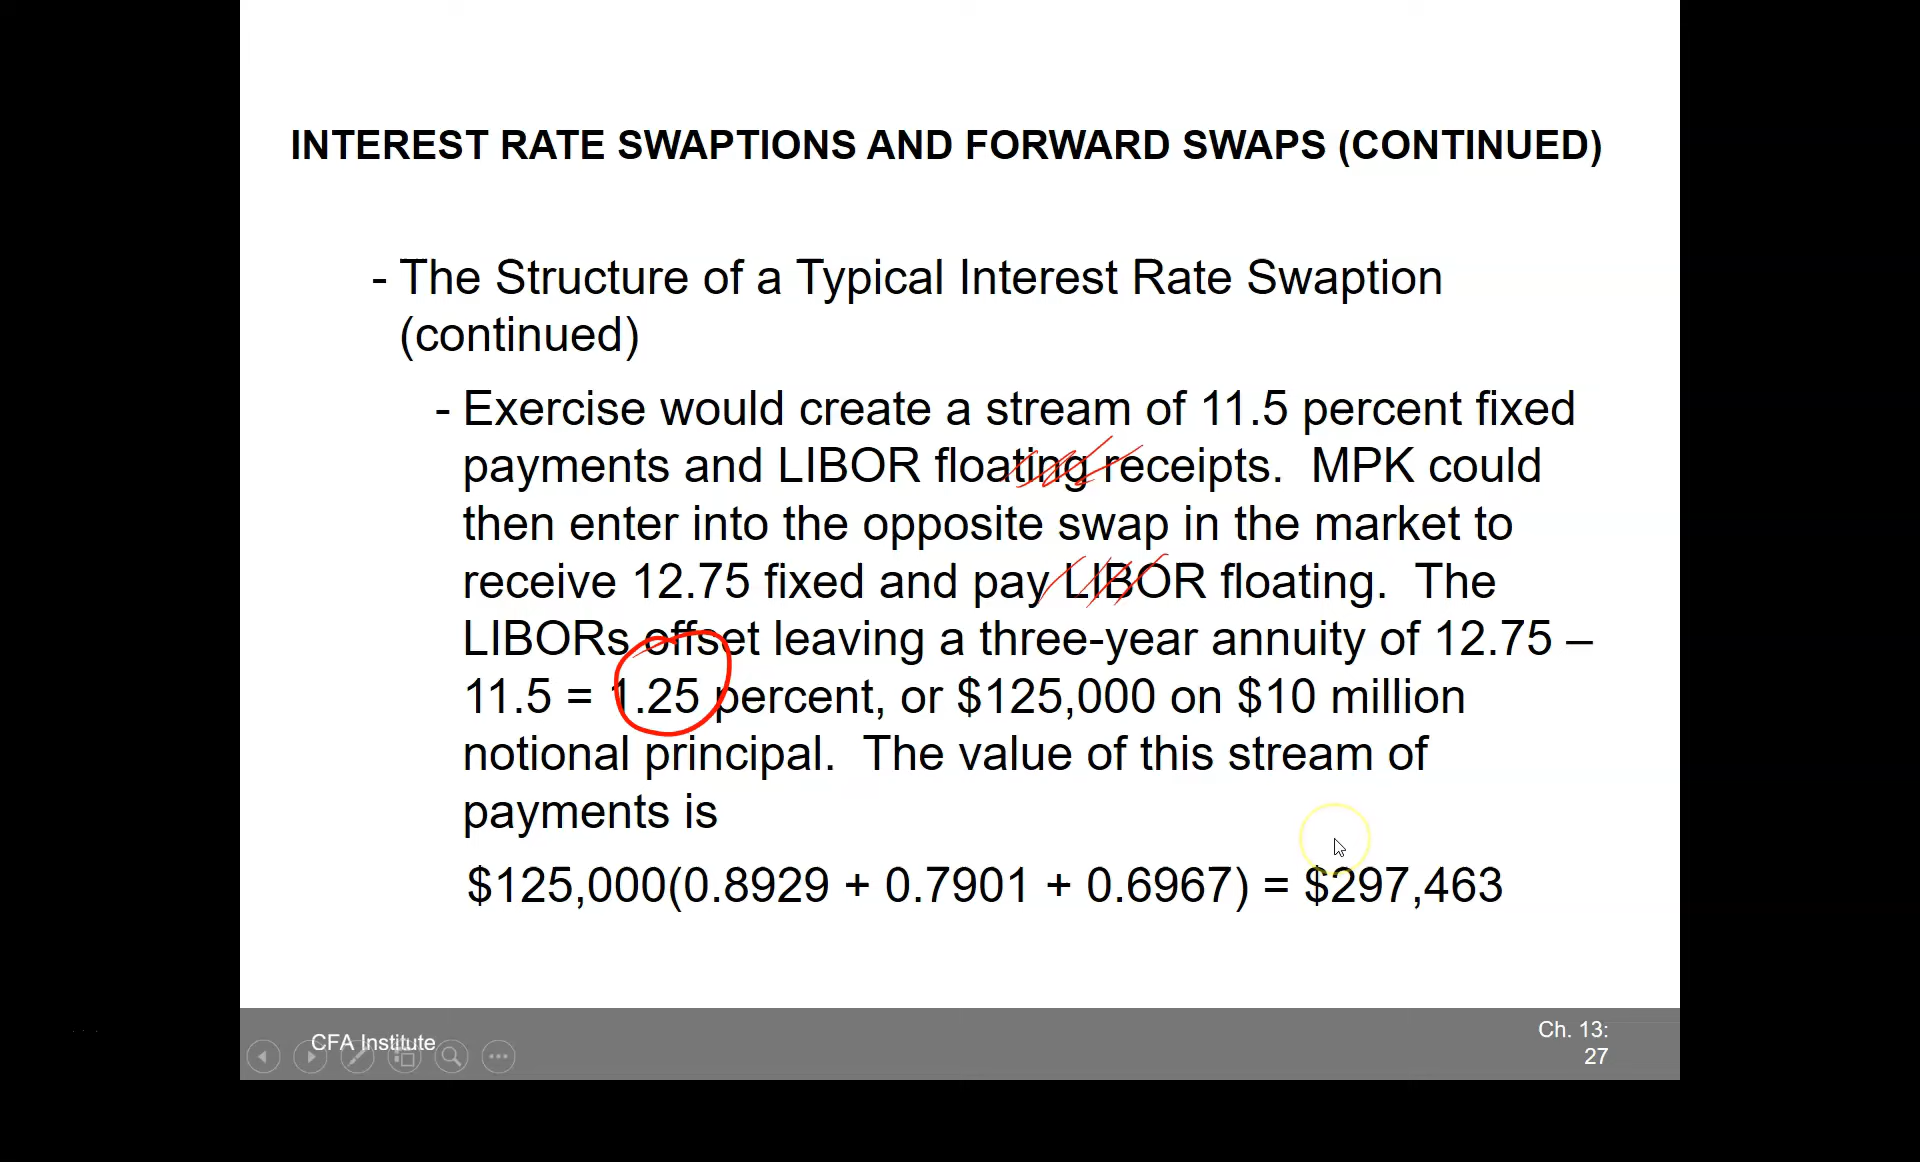 INTEREST RATE SWAPTIONS AND FORWARD SWAPS (CONTINUED)
- The Structure of a Typical Interest Rate Swaption
(continued)
- Exercise would create a stream of 11.5 percent fixed
payments and LIBOR floating receipts. MPK could
then enter into the opposite swap in the market to
receive 12.75 fixed and pay LIBOR floating. The
LIBORs offset leaving a three-year annuity of 12.75 –
11.5 = 1.25 percent, or $125,000 on $10 million
notional principal. The value of this stream of
payments is
$125,000(0.8929 + 0.7901 + 0.6967) = $297,463
CFA Institute
Ch. 13:
27